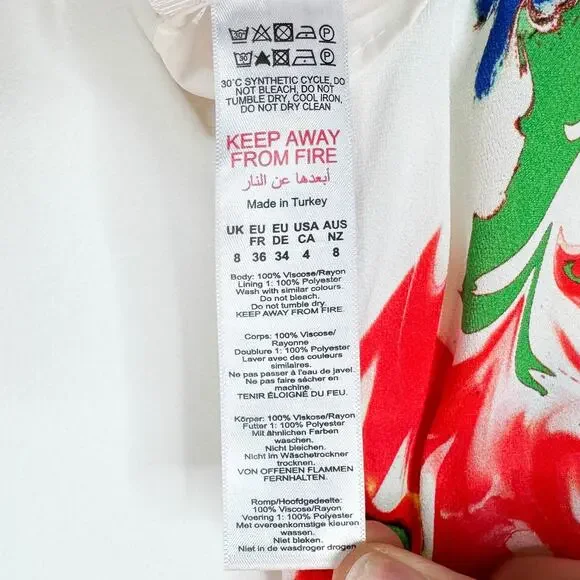 30°C SYNTHETIC CYCLE, DO
NOT BLEACH, DO NOT
TUMBLE DRY, COOL IRON,
DO NOT DRY CLEAN
KEEP AWAY
FROM FIRE
أبعدها عن النار
Made in Turkey
UK EU EU USA AUS
FR DE CA NZ
8 36 34 4 8
Body: 100% Viscose/Rayon
Lining 1: 100% Polyester
Wash with similar colours.
Do not bleach.
Do not tumble dry.
KEEP AWAY FROM FIRE.
Corps: 100% Viscose/
Rayonne
Doublure 1: 100% Polyester
Laver avec des couleurs
similaires.
Ne pas passer à l'eau de javel.
Ne pas faire sécher en
machine.
TENIR ÉLOIGNÉ DU FEU.
Körper: 100% Viskose/Rayon
Futter 1: 100% Polyester
Mit ähnlichen Farben
waschen.
Nicht bleichen.
Nicht im Wäschetrockner
trocknen.
VON OFFENEN FLAMMEN
FERNHALTEN.
Romp/Hoofdgedeelte:
100% Viscose/Rayon
Voering 1: 100% Polyester
Met overeenkomstige kleuren
wassen.
Niet bleken.
Niet in de wasdroger drogen